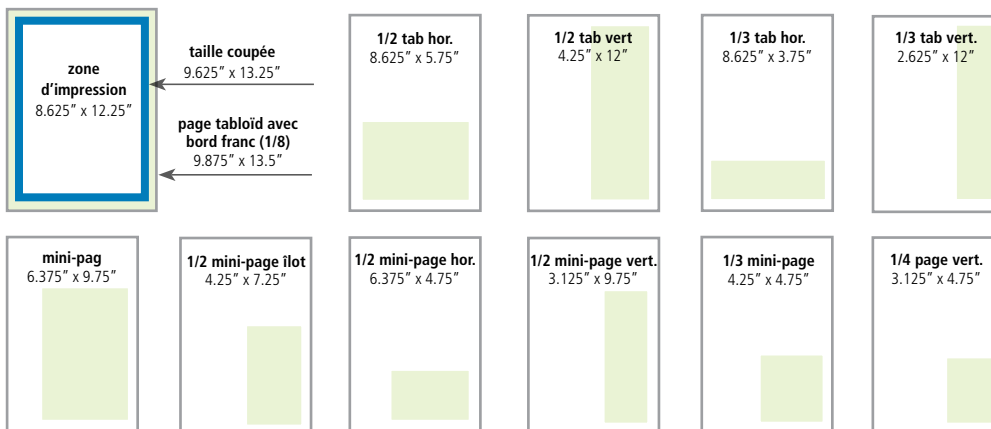 zone
d’impression
8.625” x 12.25”
taille coupée
9.625” x 13.25”
page tabloïd avec
bord franc (1/8)
9.875” x 13.5”
1/2 tab hor.
8.625” x 5.75”
1/2 tab vert
4.25” x 12”
1/3 tab hor.
8.625” x 3.75”
1/3 tab vert.
2.625” x 12”
mini-pag
6.375” x 9.75”
1/2 mini-page îlot
4.25” x 7.25”
1/2 mini-page hor.
6.375” x 4.75”
1/2 mini-page vert.
3.125” x 9.75”
1/3 mini-page
4.25” x 4.75”
1/4 page vert.
3.125” x 4.75”